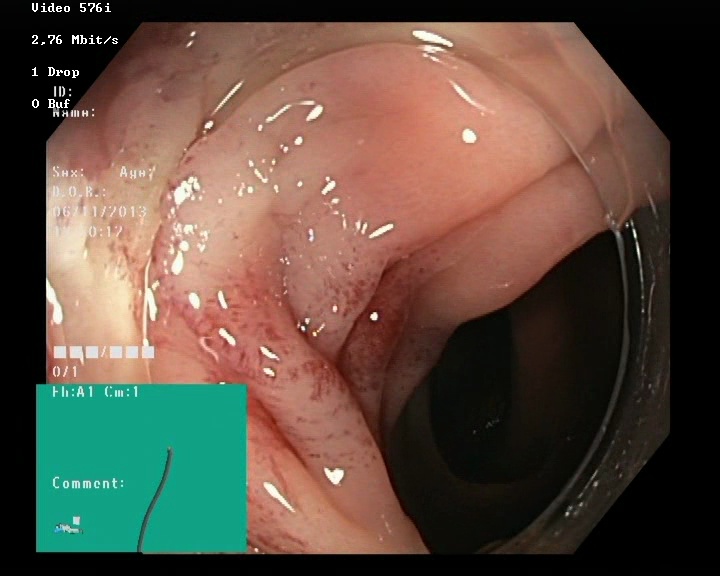 Video 576i
2,76 Mbit/s
1 Drop
ID:
0 Buf
Name:
Sex: Age:
D.O.B.:
06/11/2013
0/1
Eh:A1 Cm:1
Comment: